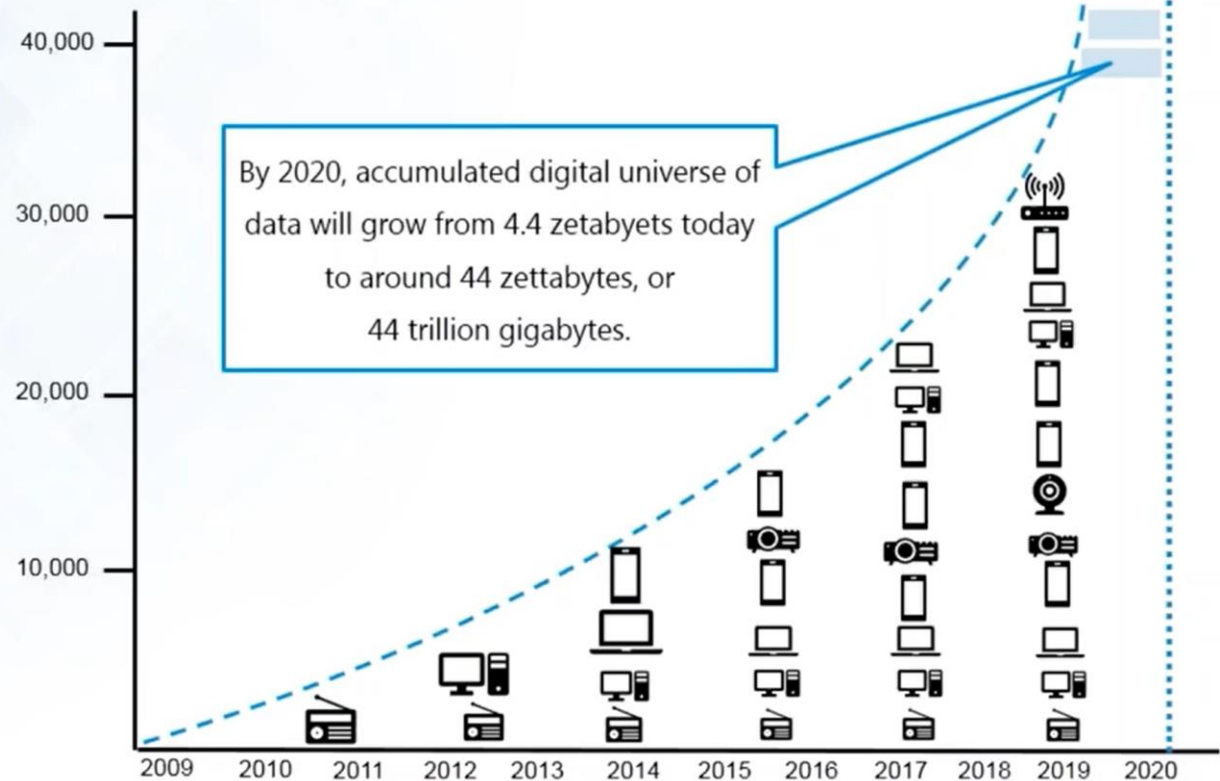 40,000
30,000
20,000
10,000
By 2020, accumulated digital universe of
data will grow from 4.4 zetabyets today
to around 44 zettabytes, or
44 trillion gigabytes.
2009 2010 2011 2012 2013 2014 2015 2016 2017 2018 2019 2020